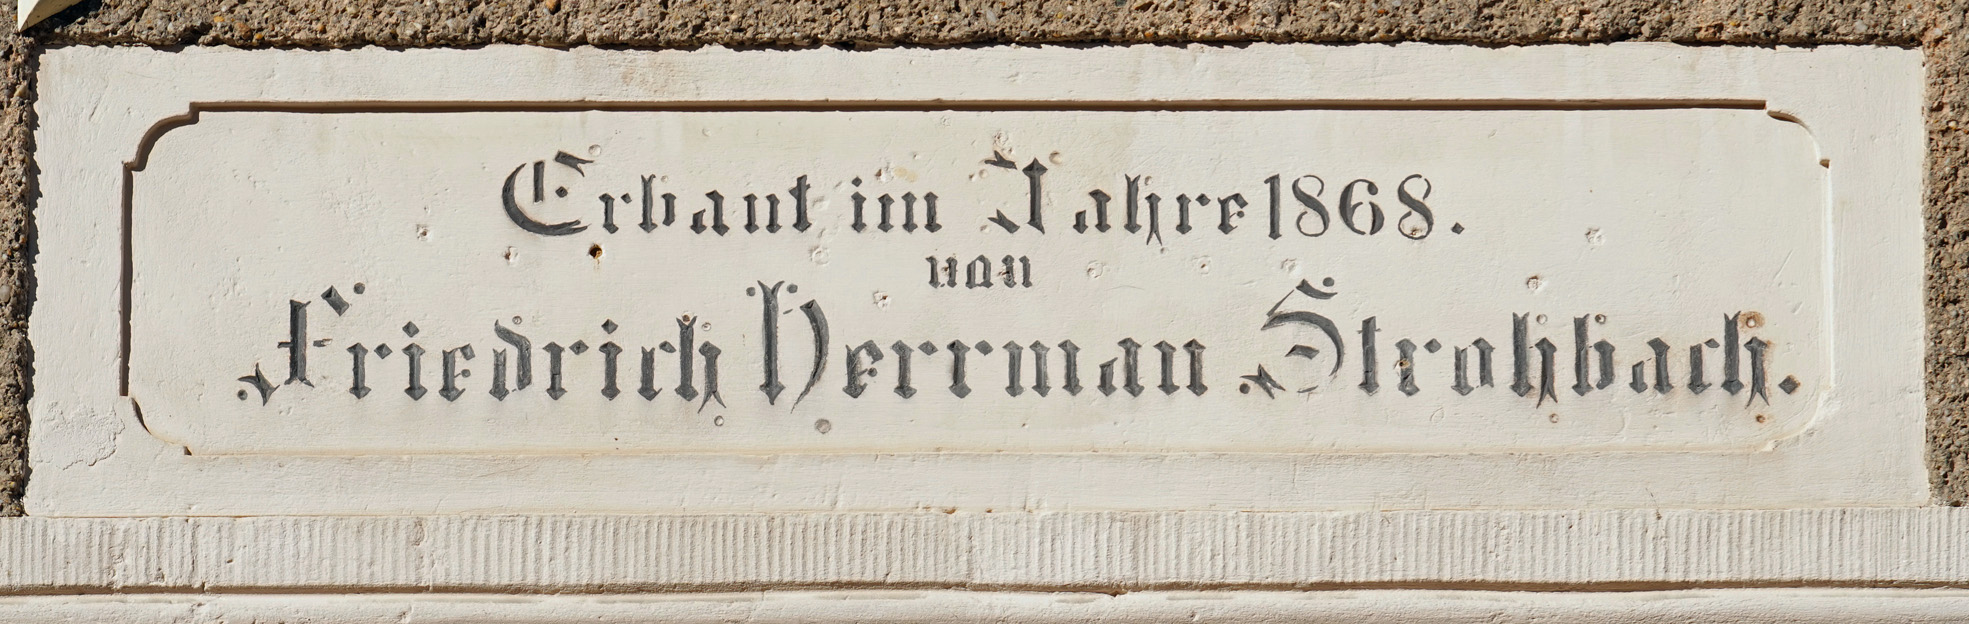 Erbaut im Jahre 1868.
von
Friedrich Herrman Strohbach.